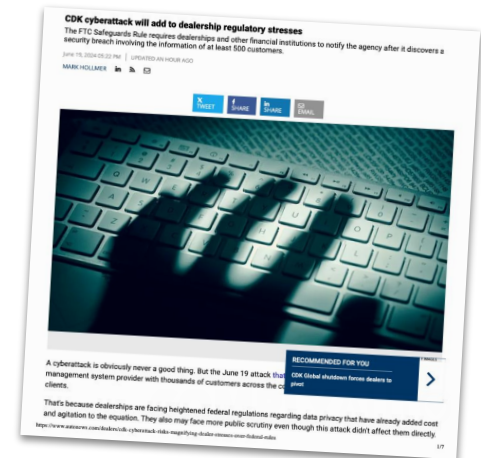 CDK cyberattack will add to dealership regulatory stresses
The FTC Safeguards Rule requires dealerships and other financial institutions to notify the agency after it discovers a
security breach involving the information of at least 500 customers.
June 19, 2024 05:22 PM | UPDATED AN HOUR AGO
MARK HOLLMER in
X
TWEET
f
SHARE
in
SHARE
EMAIL
A cyberattack is obviously never a good thing. But the June 19 attack that
management system provider with thousands of customers across the co
clients.
RECOMMENDED FOR YOU
CDK Global shutdown forces dealers to
pivot
That's because dealerships are facing heightened federal regulations regarding data privacy that have already added cost
and agitation to the equation. They also may face more public scrutiny even though this attack didn't affect them directly.
https://www.autonews.com/dealers/cdk-cyberattack-risks-magnifying-dealer-stresses-over-federal-rules
1/7